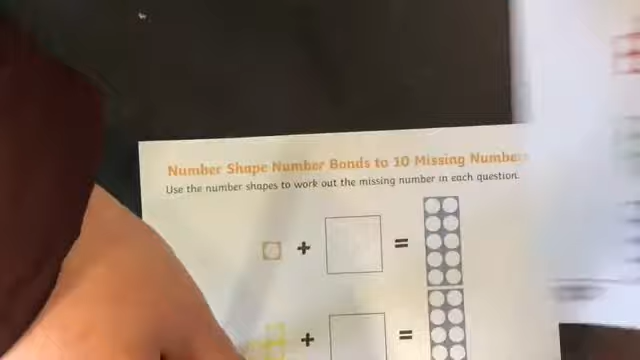 Number Shape Number Bonds to 10 Missing Number
Use the number shapes to work out the missing number in each question.
+ =
+ =